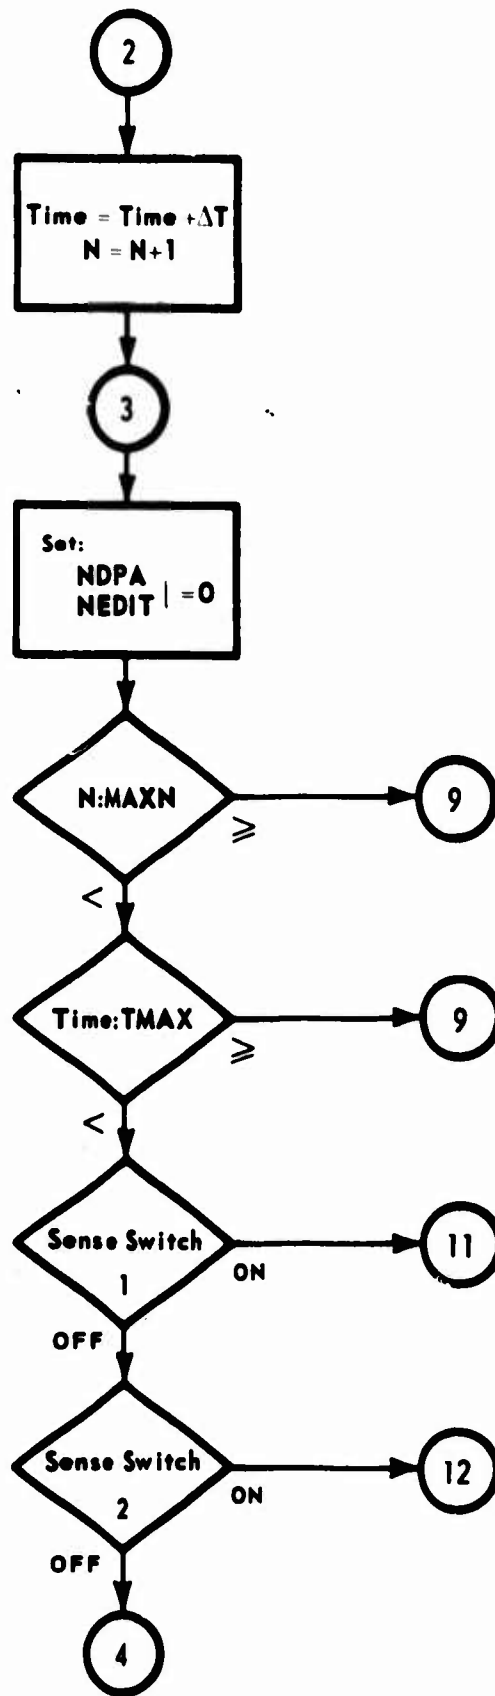 2
Time = Time +ΔT
N = N+1
3
Set:
NDPA
NEDIT | =0
N:MAXN
9
≥
<
Time:TMAX
9
≥
<
Sense Switch
1
ON
11
OFF
Sense Switch
2
ON
12
OFF
4